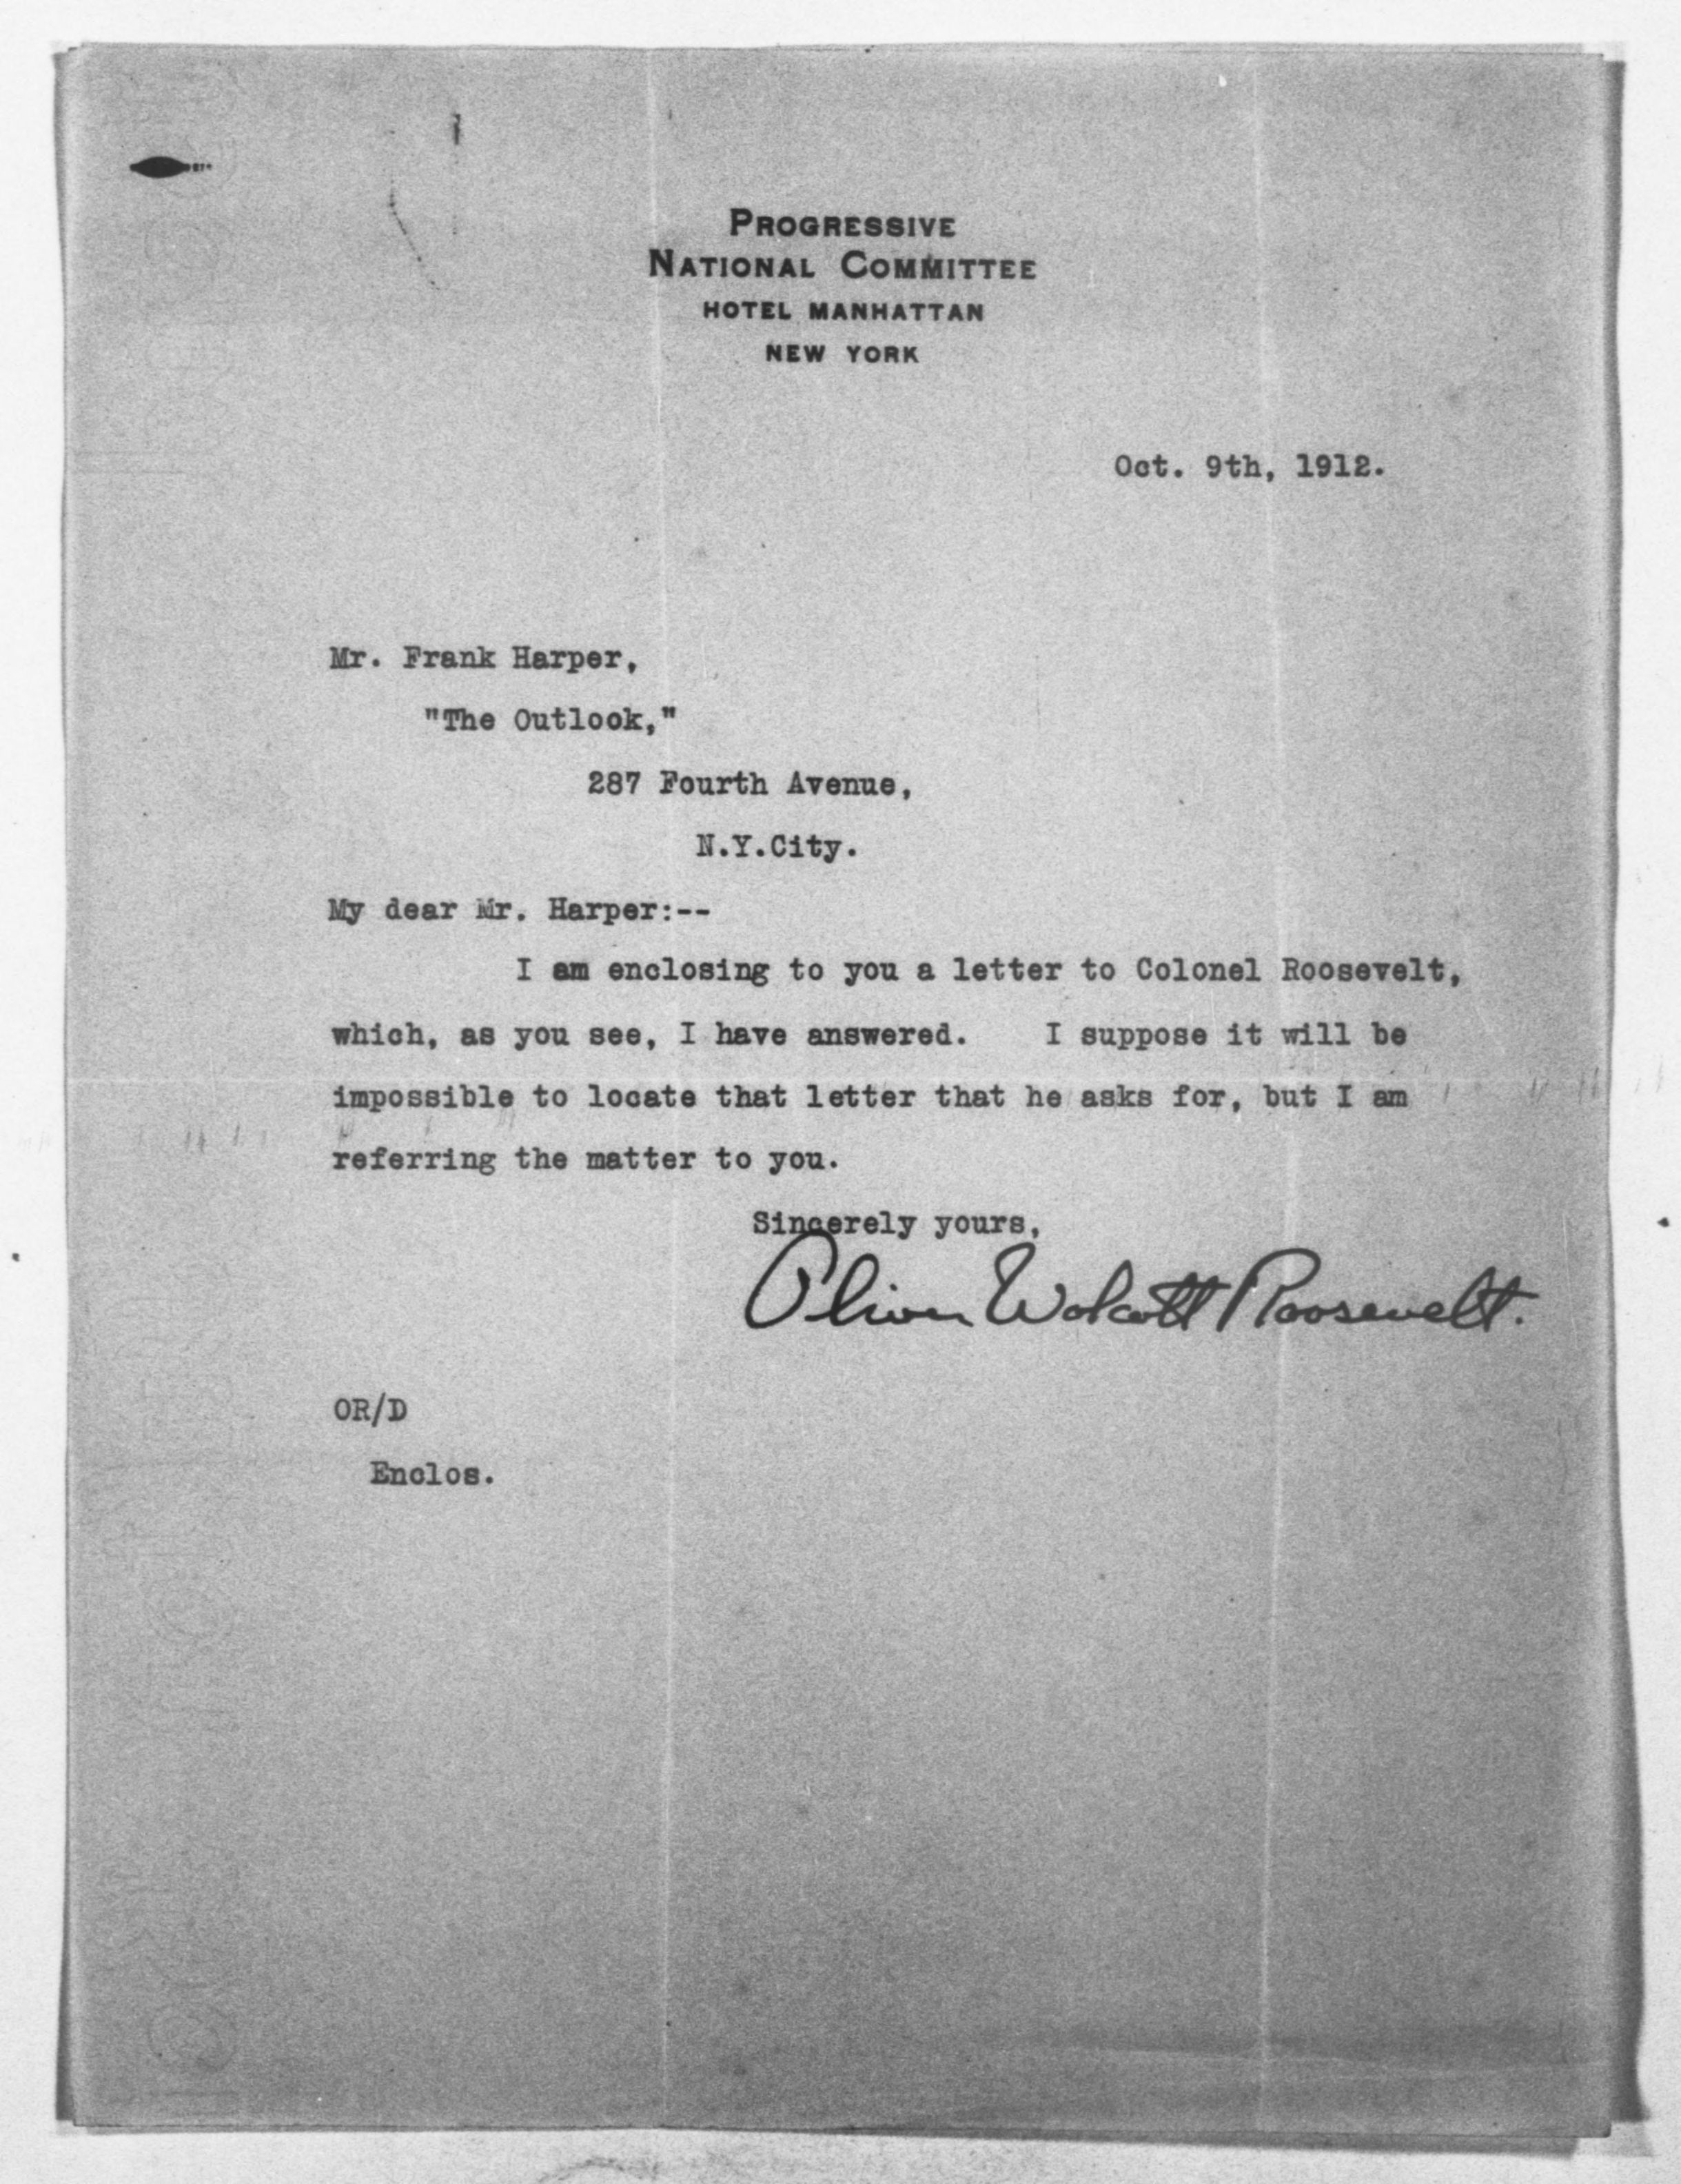 PROGRESSIVE
NATIONAL COMMITTEE
HOTEL MANHATTAN
NEW YORK
Oct. 9th, 1912.
Mr. Frank Harper,
"The Outlook,"
287 Fourth Avenue,
N.Y.City.
My dear Mr. Harper:--
I am enclosing to you a letter to Colonel Roosevelt,
which, as you see, I have answered. I suppose it will be
impossible to locate that letter that he asks for, but I am
referring the matter to you.
Sincerely yours,
Oliver Wolcott Roosevelt.
OR/D
Enclos.